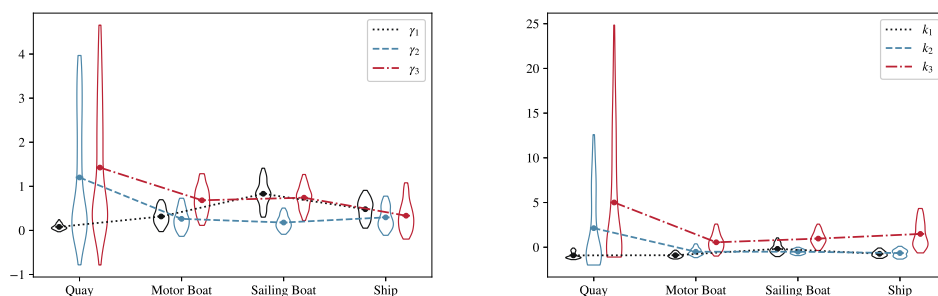 γ₁
γ₂
γ₃
4
3
2
1
0
−1
Quay
Motor Boat
Sailing Boat
Ship
k₁
k₂
k₃
25
20
15
10
5
0
Quay
Motor Boat
Sailing Boat
Ship